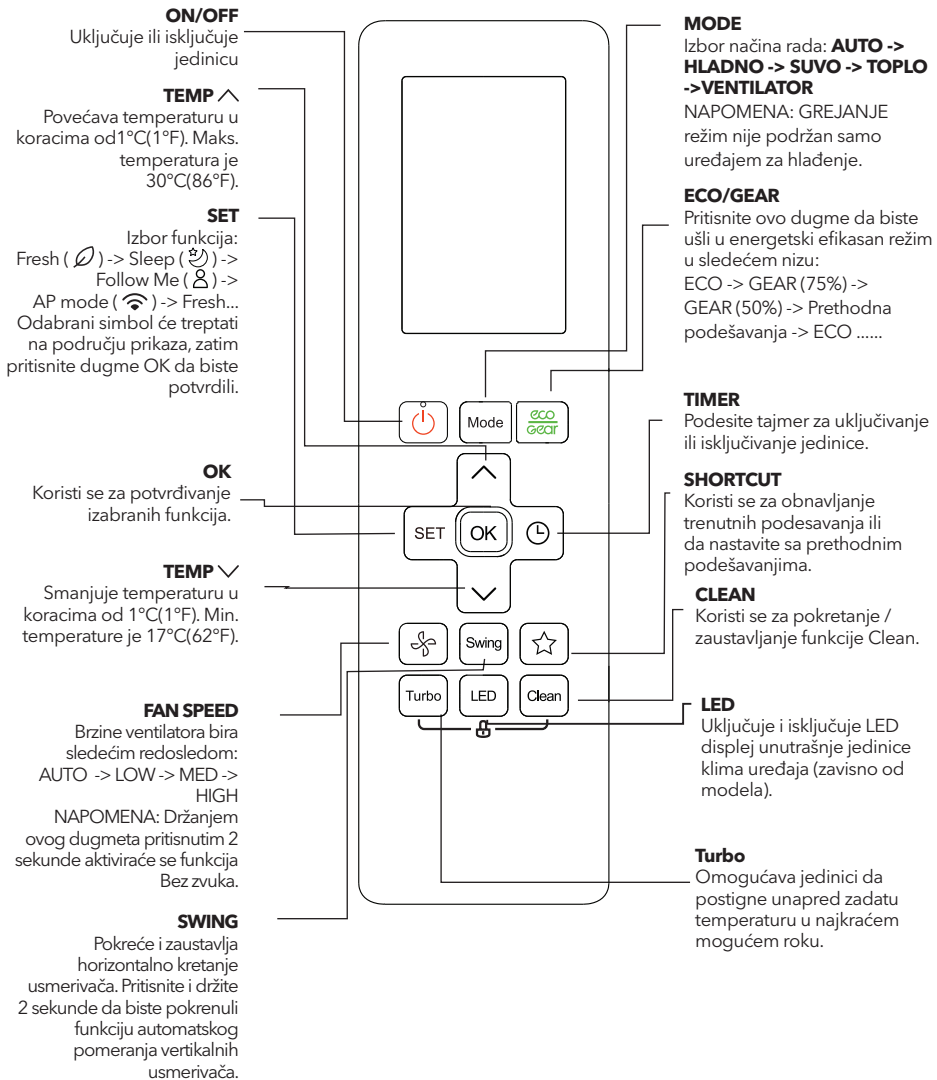 ON/OFF
Uključuje ili isključuje
jedinicu
TEMP
Povećava temperaturu u
koracima od1°C(1°F). Maks.
temperatura je
30°C(86°F).
SET
Izbor funkcija:
Fresh ( ) -> Sleep ( ) ->
Follow Me ( ) ->
AP mode ( ) -> Fresh...
Odabrani simbol će treptati
na području prikaza, zatim
pritisnite dugme OK da biste
potvrdili.
OK
Koristi se za potvrđivanje
izabranih funkcija.
TEMP
Smanjuje temperaturu u
koracima od 1°C(1°F). Min.
temperature je 17°C(62°F).
FAN SPEED
Brzine ventilatora bira
sledećim redosledom:
AUTO -> LOW -> MED ->
HIGH
NAPOMENA: Držanjem
ovog dugmeta pritisnutim 2
sekunde aktiviraće se funkcija
Bez zvuka.
SWING
Pokreće i zaustavlja
horizontalno kretanje
usmerivača. Pritisnite i držite
2 sekunde da biste pokrenuli
funkciju automatskog
pomeranja vertikalnih
usmerivača.
Mode
eco
Gear
SET
OK
Swing
Turbo
LED
Clean
MODE
Izbor načina rada: AUTO ->
HLADNO -> SUVO -> TOPLO
->VENTILATOR
NAPOMENA: GREJANJE
režim nije podržan samo
uređajem za hlađenje.
ECO/GEAR
Pritisnite ovo dugme da biste
ušli u energetski efikasan režim
u sledećem nizu:
ECO -> GEAR (75%) ->
GEAR (50%) -> Prethodna
podešavanja -> ECO ......
TIMER
Podesite tajmer za uključivanje
ili isključivanje jedinice.
SHORTCUT
Koristi se za obnavljanje
trenutnih podesavanja ili
da nastavite sa prethodnim
podešavanjima.
CLEAN
Koristi se za pokretanje /
zaustavljanje funkcije Clean.
LED
Uključuje i isključuje LED
displej unutrašnje jedinice
klima uređaja (zavisno od
modela).
Turbo
Omogućava jedinici da
postigne unapred zadatu
temperaturu u najkraćem
mogućem roku.